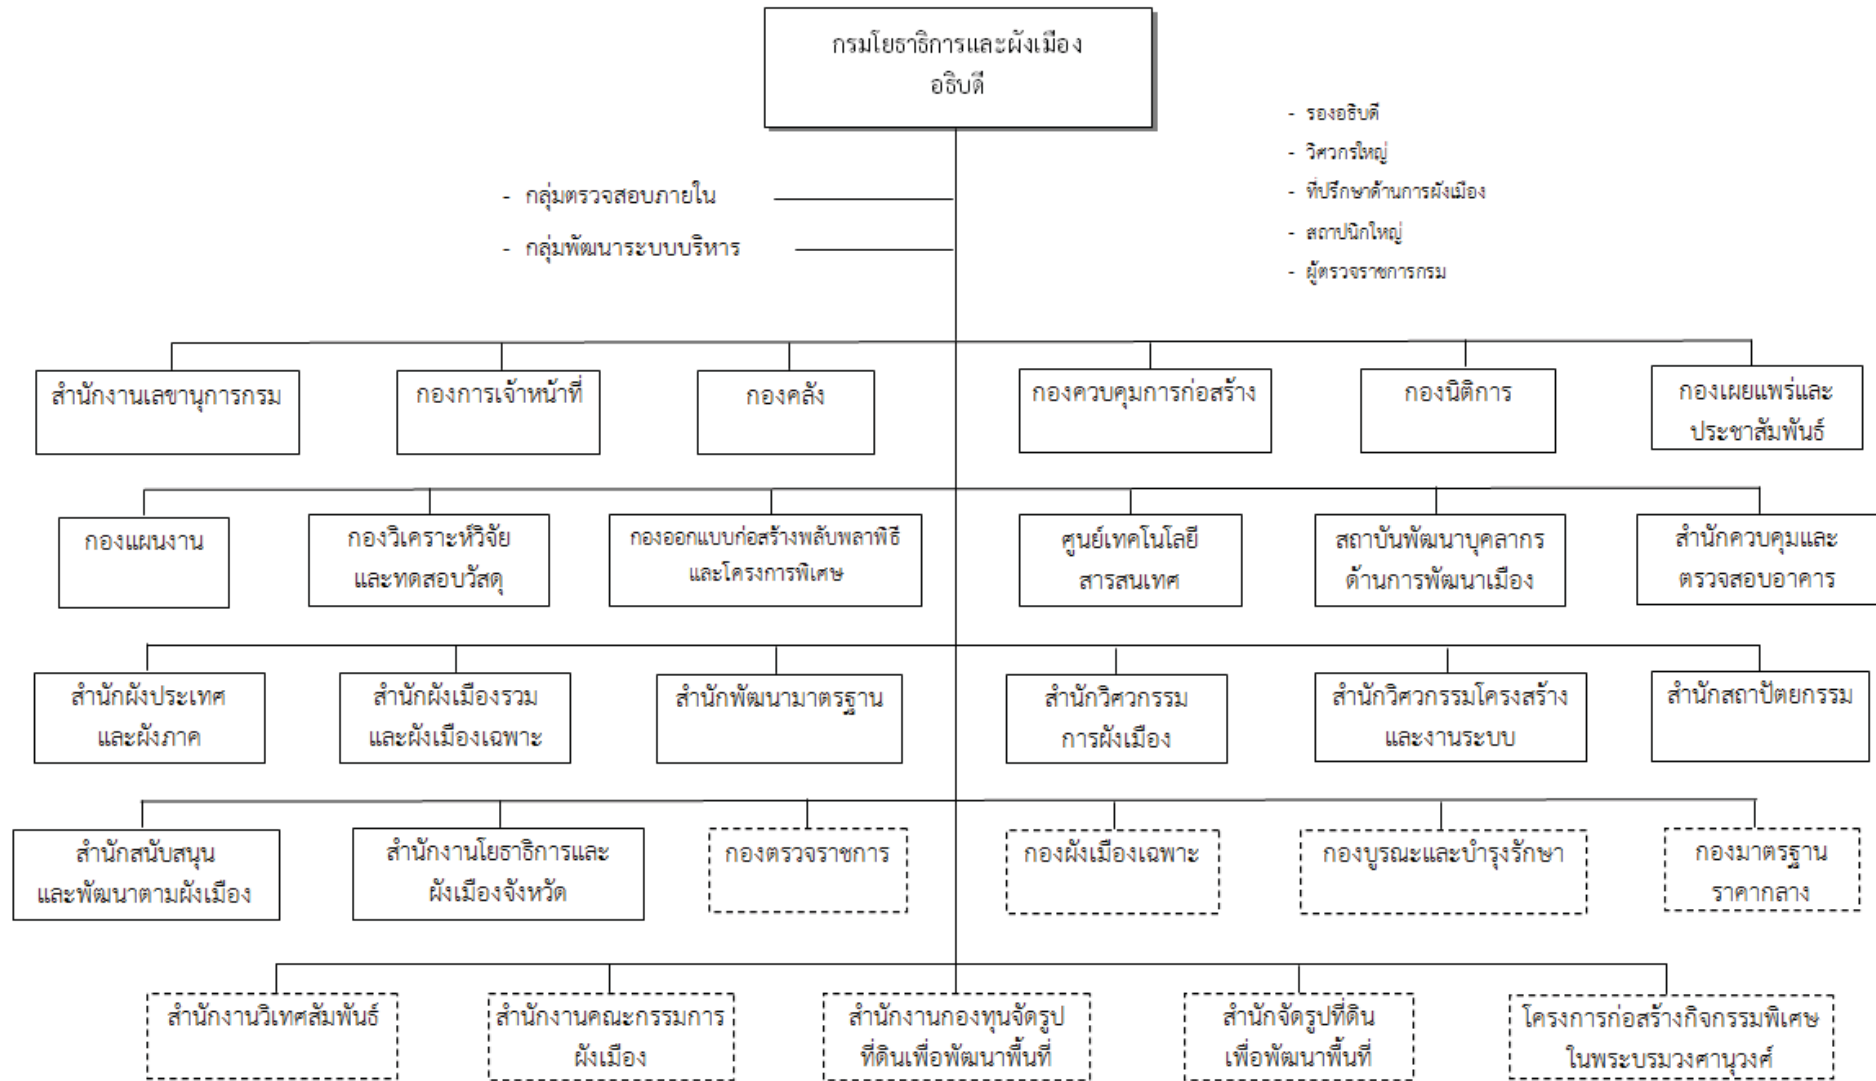 กรมโยธาธิการและผังเมือง
อธิบดี
- รองอธิบดี
- วิศวกรใหญ่
- ที่ปรึกษาด้านการผังเมือง
- สถาปนิกใหญ่
- ผู้ตรวจราชการกรม
- กลุ่มตรวจสอบภายใน
- กลุ่มพัฒนาระบบบริหาร
สำนักงานเลขานุการกรม
กองการเจ้าหน้าที่
กองคลัง
กองควบคุมการก่อสร้าง
กองนิติการ
กองเผยแพร่และ
ประชาสัมพันธ์
กองแผนงาน
กองวิเคราะห์วิจัย
และทดสอบวัสดุ
กองออกแบบก่อสร้างพลับพลาพิธี
และโครงการพิเศษ
ศูนย์เทคโนโลยี
สารสนเทศ
สถาบันพัฒนาบุคลากร
ด้านการพัฒนาเมือง
สำนักควบคุมและ
ตรวจสอบอาคาร
สำนักผังประเทศ
และผังภาค
สำนักผังเมืองรวม
และผังเมืองเฉพาะ
สำนักพัฒนามาตรฐาน
สำนักวิศวกรรม
การผังเมือง
สำนักวิศวกรรมโครงสร้าง
และงานระบบ
สำนักสถาปัตยกรรม
สำนักสนับสนุน
และพัฒนาตามผังเมือง
สำนักงานโยธาธิการและ
ผังเมืองจังหวัด
กองตรวจราชการ
กองผังเมืองเฉพาะ
กองบูรณะและบำรุงรักษา
กองมาตรฐาน
ราคากลาง
สำนักงานวิเทศสัมพันธ์
สำนักงานคณะกรรมการ
ผังเมือง
สำนักงานกองทุนจัดรูป
ที่ดินเพื่อพัฒนาพื้นที่
สำนักจัดรูปที่ดิน
เพื่อพัฒนาพื้นที่
โครงการก่อสร้างกิจกรรมพิเศษ
ในพระบรมวงศานุวงศ์